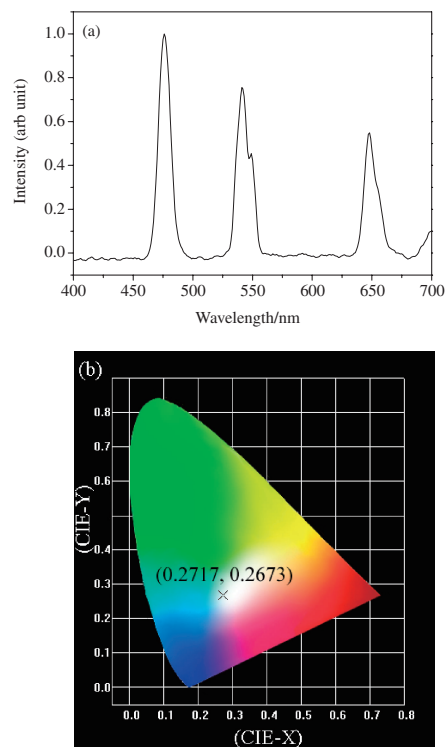 (a)
1.0
0.8
0.6
0.4
0.2
0.0
Intensity (arb unit)
400 450 500 550 600 650 700
Wavelength/nm
(b)
0.8
0.7
0.6
0.5
0.4
0.3
0.2
0.1
0.0
(CIE-Y)
(0.2717, 0.2673)
0.0 0.1 0.2 0.3 0.4 0.5 0.6 0.7 0.8
(CIE-X)